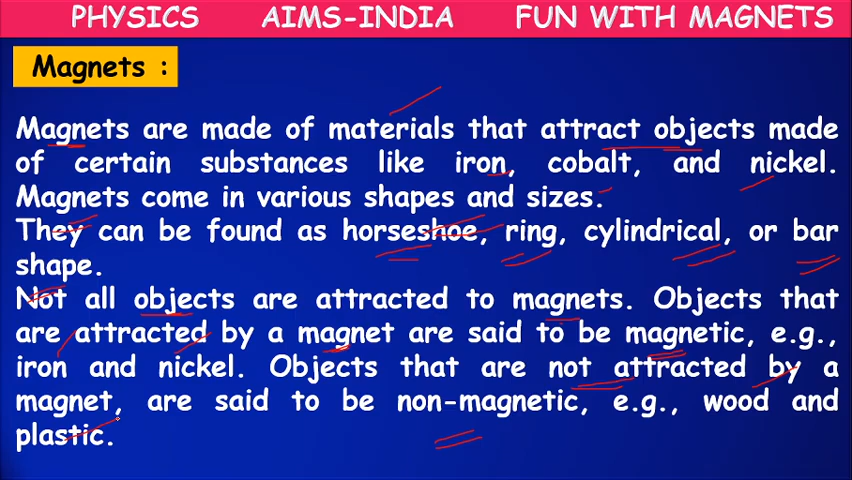 PHYSICS AIMS-INDIA FUN WITH MAGNETS
Magnets :
Magnets are made of materials that attract objects made
of certain substances like iron, cobalt, and nickel.
Magnets come in various shapes and sizes.
They can be found as horseshoe, ring, cylindrical, or bar
shape.
Not all objects are attracted to magnets. Objects that
are attracted by a magnet are said to be magnetic, e.g.,
iron and nickel. Objects that are not attracted by a
magnet, are said to be non-magnetic, e.g., wood and
plastic.